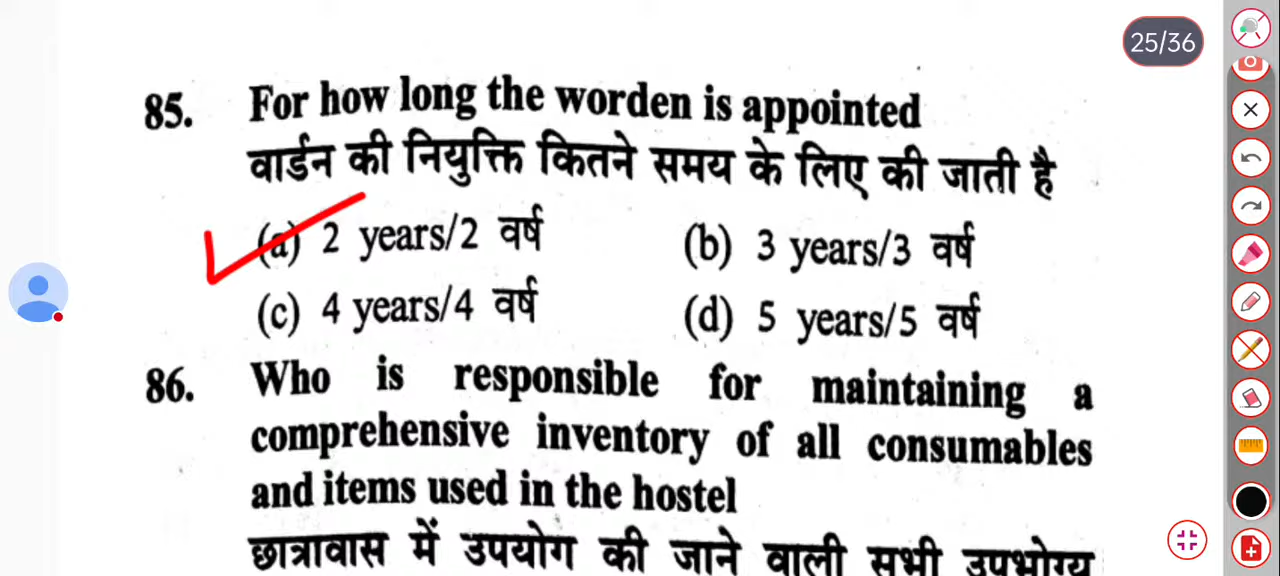 25/36
85. For how long the worden is appointed
वार्डन की नियुक्ति कितने समय के लिए की जाती है
(a) 2 years/2 वर्ष (b) 3 years/3 वर्ष
(c) 4 years/4 वर्ष (d) 5 years/5 वर्ष
86. Who is responsible for maintaining a
comprehensive inventory of all consumables
and items used in the hostel
छात्रावास में उपयोग की जाने वाली सभी उपभोग्य